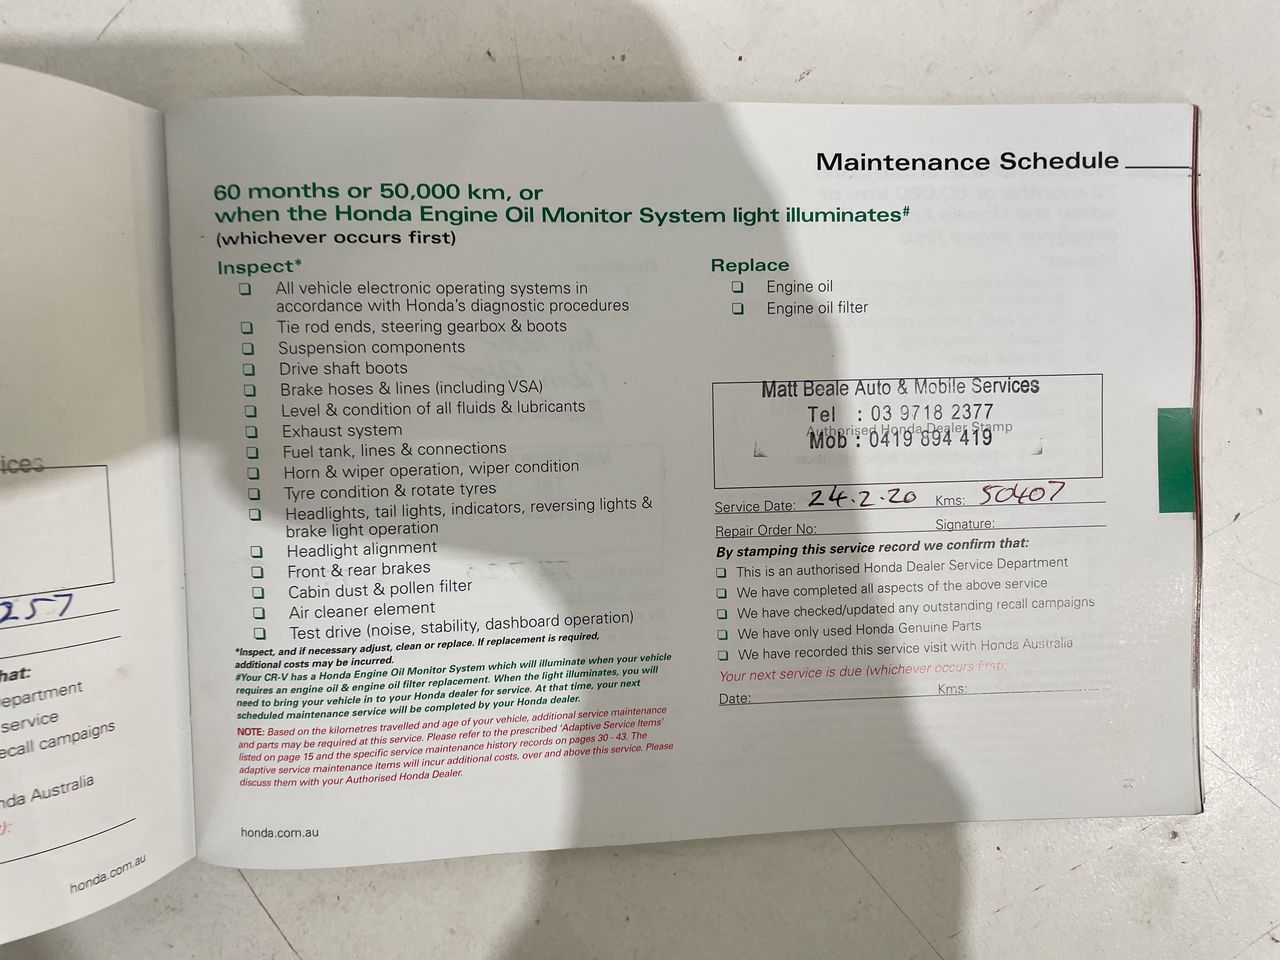 Maintenance Schedule
60 months or 50,000 km, or
when the Honda Engine Oil Monitor System light illuminates#
(whichever occurs first)
Inspect*
❏ All vehicle electronic operating systems in
accordance with Honda's diagnostic procedures
❏ Tie rod ends, steering gearbox & boots
❏ Suspension components
❏ Drive shaft boots
❏ Brake hoses & lines (including VSA)
❏ Level & condition of all fluids & lubricants
❏ Exhaust system
❏ Fuel tank, lines & connections
❏ Horn & wiper operation, wiper condition
❏ Tyre condition & rotate tyres
❏ Headlights, tail lights, indicators, reversing lights &
brake light operation
❏ Headlight alignment
❏ Front & rear brakes
❏ Cabin dust & pollen filter
❏ Air cleaner element
❏ Test drive (noise, stability, dashboard operation)
*Inspect, and if necessary adjust, clean or replace. If replacement is required,
additional costs may be incurred.
#Your CR-V has a Honda Engine Oil Monitor System which will illuminate when your vehicle
requires an engine oil & engine oil filter replacement. When the light illuminates, you will
need to bring your vehicle in to your Honda dealer for service. At that time, your next
scheduled maintenance service will be completed by your Honda dealer.
NOTE: Based on the kilometres travelled and age of your vehicle, additional service maintenance
and parts may be required at this service. Please refer to the prescribed 'Adaptive Service Items'
listed on page 15 and the specific service maintenance history records on pages 30 - 43. The
adaptive service maintenance items will incur additional costs, over and above this service. Please
discuss them with your Authorised Honda Dealer.
honda.com.au
Replace
❏ Engine oil
❏ Engine oil filter
Matt Beale Auto & Mobile Services
Tel : 03 9718 2377
Authorised Honda Dealer Stamp
Mob : 0419 894 419
Service Date: 24.2.20 Kms: 50407
Repair Order No: Signature:
By stamping this service record we confirm that:
❏ This is an authorised Honda Dealer Service Department
❏ We have completed all aspects of the above service
❏ We have checked/updated any outstanding recall campaigns
❏ We have only used Honda Genuine Parts
❏ We have recorded this service visit with Honda Australia
Your next service is due (whichever occurs first):
Date: Kms:
ices
257
hat:
epartment
service
ecall campaigns
nda Australia
honda.com.au